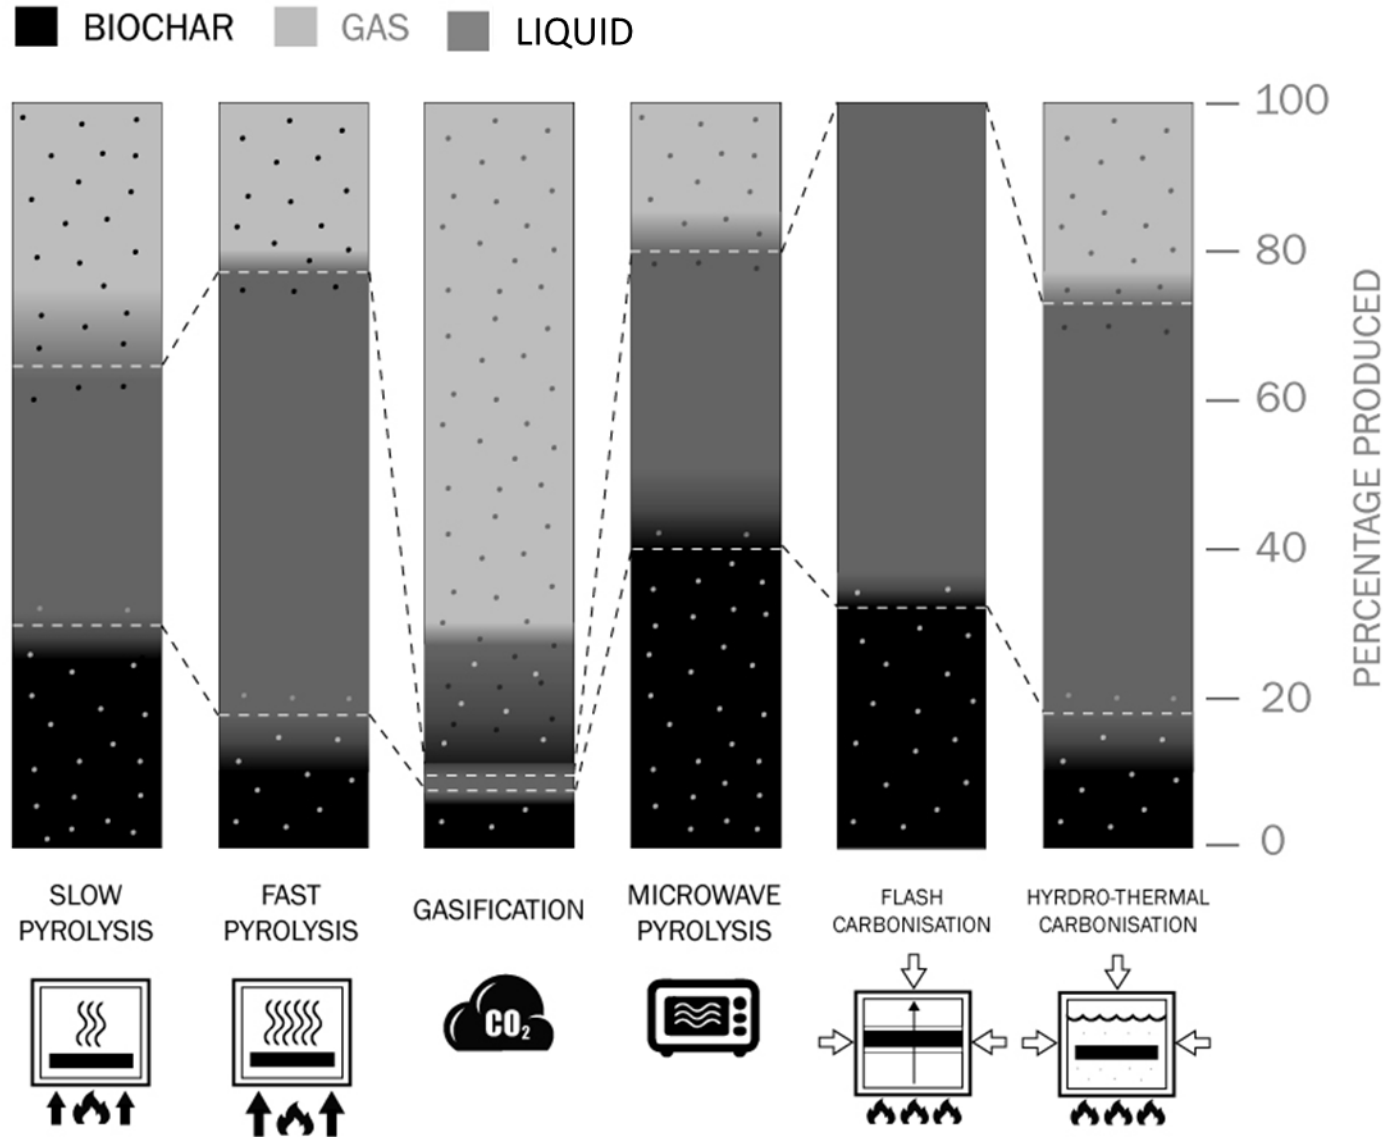 BIOCHAR GAS LIQUID
100
80
60
40
20
0
PERCENTAGE PRODUCED
SLOW
PYROLYSIS
FAST
PYROLYSIS
GASIFICATION
MICROWAVE
PYROLYSIS
FLASH
CARBONISATION
HYRDRO-THERMAL
CARBONISATION
CO₂